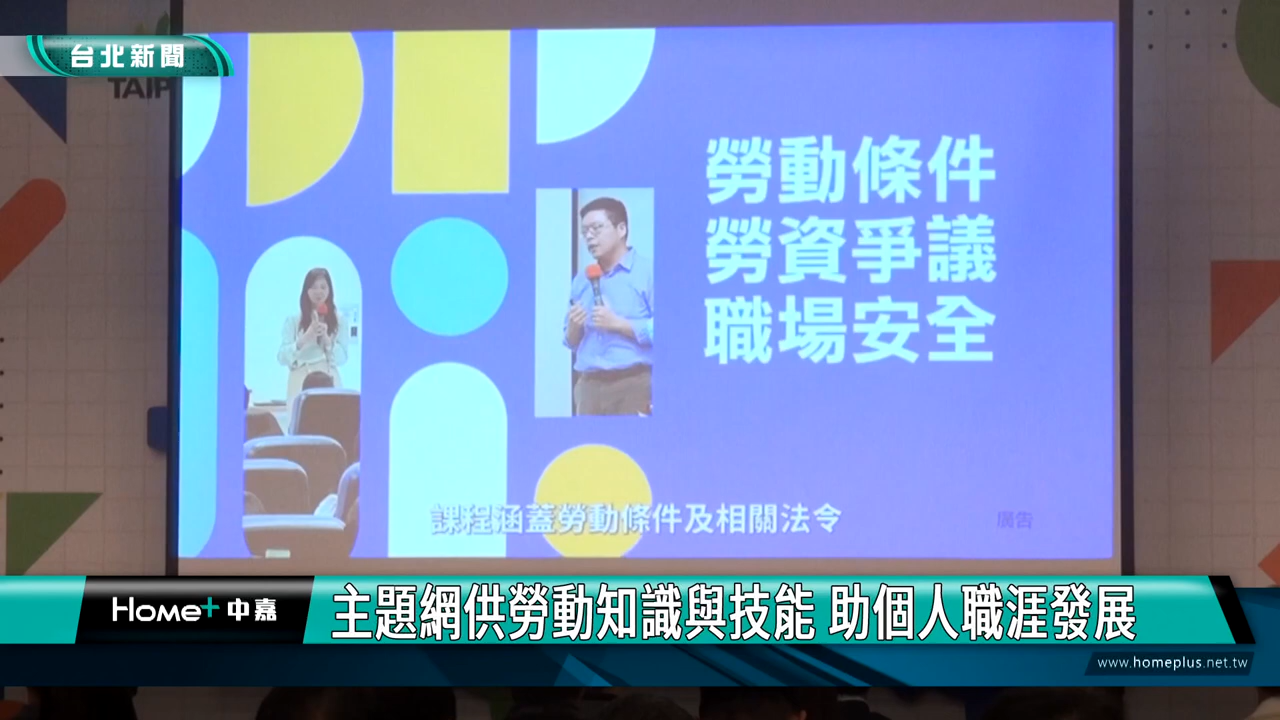 台北新聞
TAIP
勞動條件
勞資爭議
職場安全
課程涵蓋勞動條件及相關法令
廣告
Home+中嘉
主題網供勞動知識與技能 助個人職涯發展
www.homeplus.net.tw